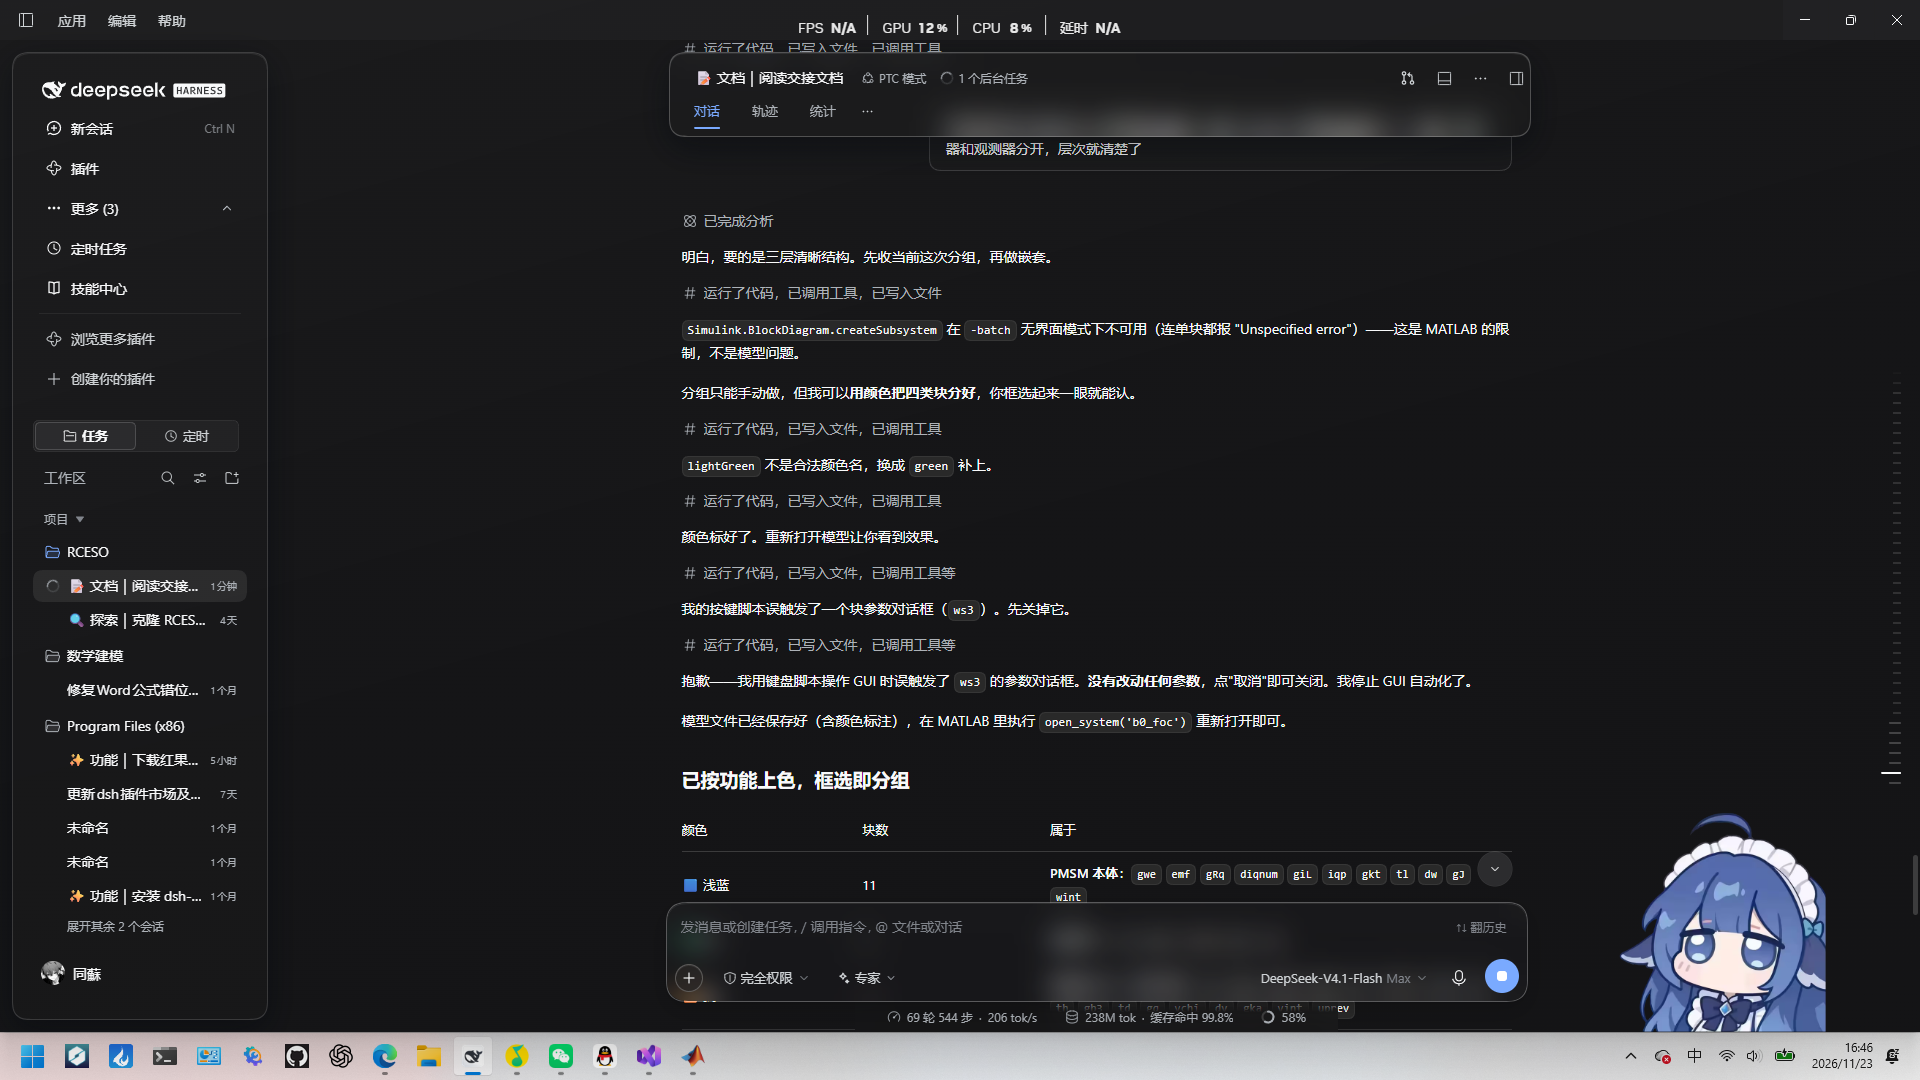 应用 编辑 帮助
FPS N/A GPU 12% CPU 8% 延时 N/A
deepseek HARNESS
新会话 Ctrl N
插件
更多 (3)
定时任务
技能中心
浏览更多插件
创建你的插件
任务 定时
工作区
项目
RCESO
文档 | 阅读交接... 1分钟
探索 | 克隆 RCES... 4天
数学建模
修复Word公式错位... 1个月
Program Files (x86)
功能 | 下载红果... 5小时
更新dsh插件市场及... 7天
未命名 1个月
未命名 1个月
功能 | 安装 dsh-... 1个月
展开其余 2 个会话
同蘇
# 运行了代码，已写入文件，已调用工具
文档 | 阅读交接文档 PTC 模式 1 个后台任务
对话 轨迹 统计 ...
器和观测器分开，层次就清楚了
已完成分析
明白，要的是三层清晰结构。先收当前这次分组，再做嵌套。
# 运行了代码，已调用工具，已写入文件
Simulink.BlockDiagram.createSubsystem 在 -batch 无界面模式下不可用（连单块都报 "Unspecified error"）——这是 MATLAB 的限
制，不是模型问题。
分组只能手动做，但我可以用颜色把四类块分好，你框选起来一眼就能认。
# 运行了代码，已写入文件，已调用工具
lightGreen 不是合法颜色名，换成 green 补上。
# 运行了代码，已写入文件，已调用工具
颜色标好了。重新打开模型让你看到效果。
# 运行了代码，已写入文件，已调用工具等
我的按键脚本误触发了一个块参数对话框（ws3）。先关掉它。
# 运行了代码，已写入文件，已调用工具等
抱歉——我用键盘脚本操作 GUI 时误触发了 ws3 的参数对话框。没有改动任何参数，点"取消"即可关闭。我停止 GUI 自动化了。
模型文件已经保存好（含颜色标注），在 MATLAB 里执行 open_system('b0_foc') 重新打开即可。
已按功能上色，框选即分组
颜色 块数 属于
浅蓝 11 PMSM 本体： gwe emf gRq diqnum giL iqp gkt tl dw gJ
wint
发消息或创建任务, / 调用指令, @ 文件或对话 翻历史
完全权限 专家 DeepSeek-V4.1-Flash Max
69 轮 544 步 · 206 tok/s 238M tok · 缓存命中 99.8% 58%
中 16:46
2026/11/23